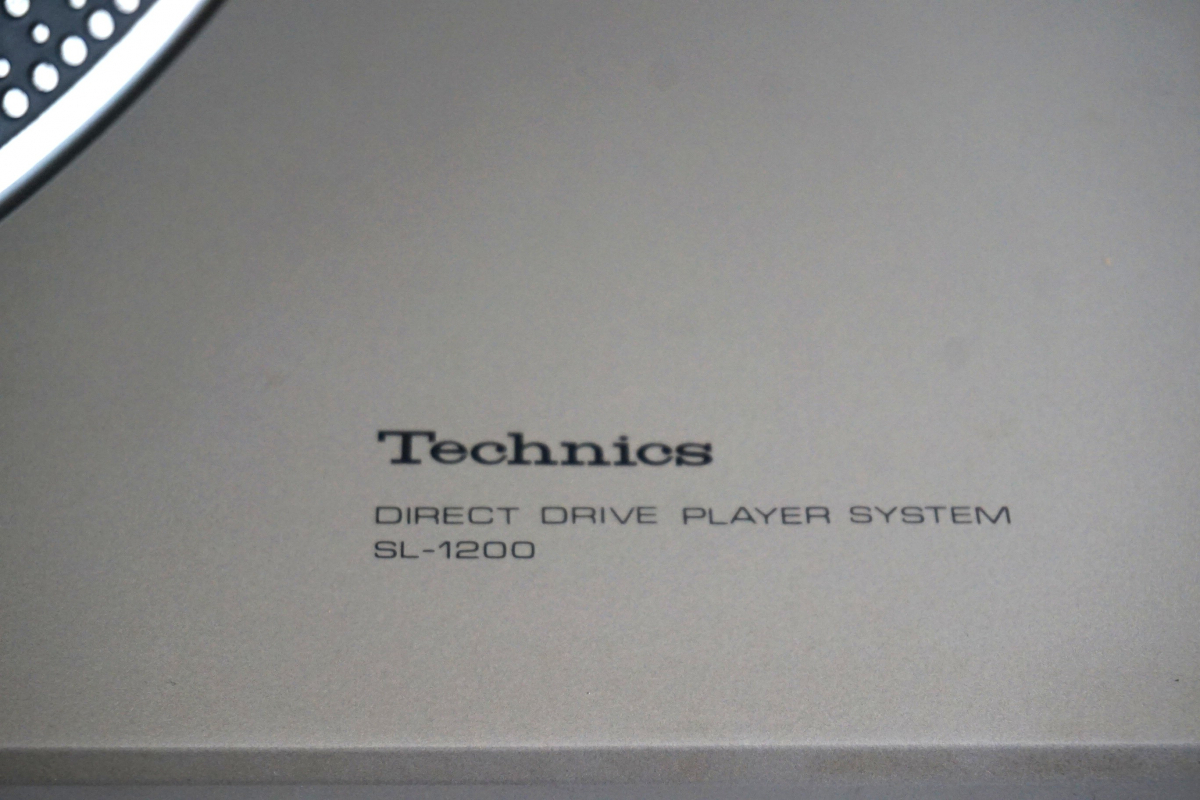 Technics
DIRECT DRIVE PLAYER SYSTEM
SL-1200